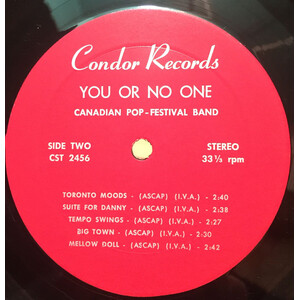 Condor Records
YOU OR NO ONE
CANADIAN POP-FESTIVAL BAND
SIDE TWO
CST 2456
STEREO
33⅓ rpm
TORONTO MOODS - (ASCAP) (I.V.A.) - 2:40
SUITE FOR DANNY - (ASCAP) (I.V.A.) - 2:38
TEMPO SWINGS - (ASCAP) (I.V.A.) - 2:27
BIG TOWN - (ASCAP) (I.V.A.) - 2:30
MELLOW DOLL - (ASCAP) (I.V.A.) - 2:42